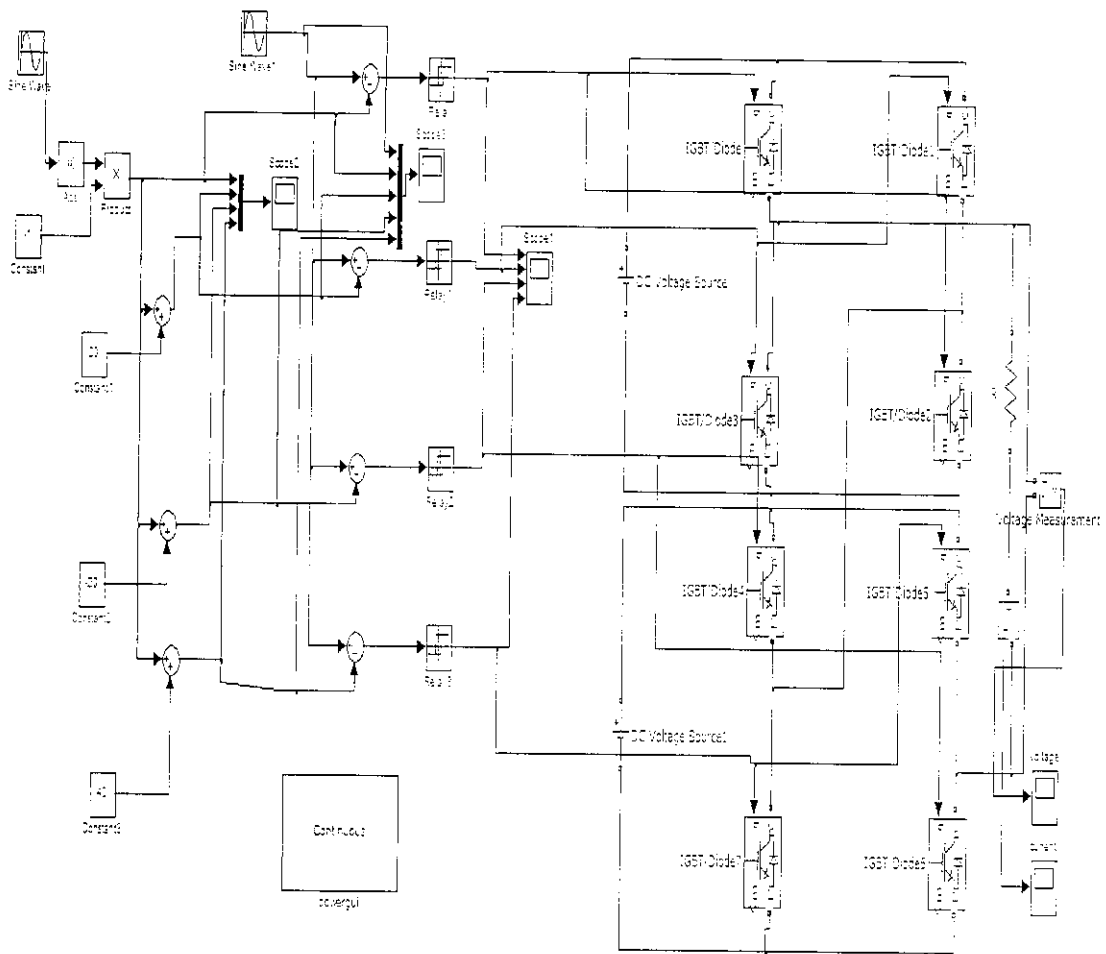 Sine Wave
Sine Wave1
Relay
Scope3
IGBT/Diode
IGBT/Diode1
Abs
Product
X
Scope2
Constant
Scope1
Relay1
DC Voltage Source
20
IGBT/Diode3
IGBT/Diode2
R
Relay2
Voltage Measurement
-20
Constant2
IGBT/Diode4
IGBT/Diode5
Relay3
DC Voltage Source1
Voltage
Constant3
Continuous
powergui
IGBT/Diode7
IGBT/Diode6